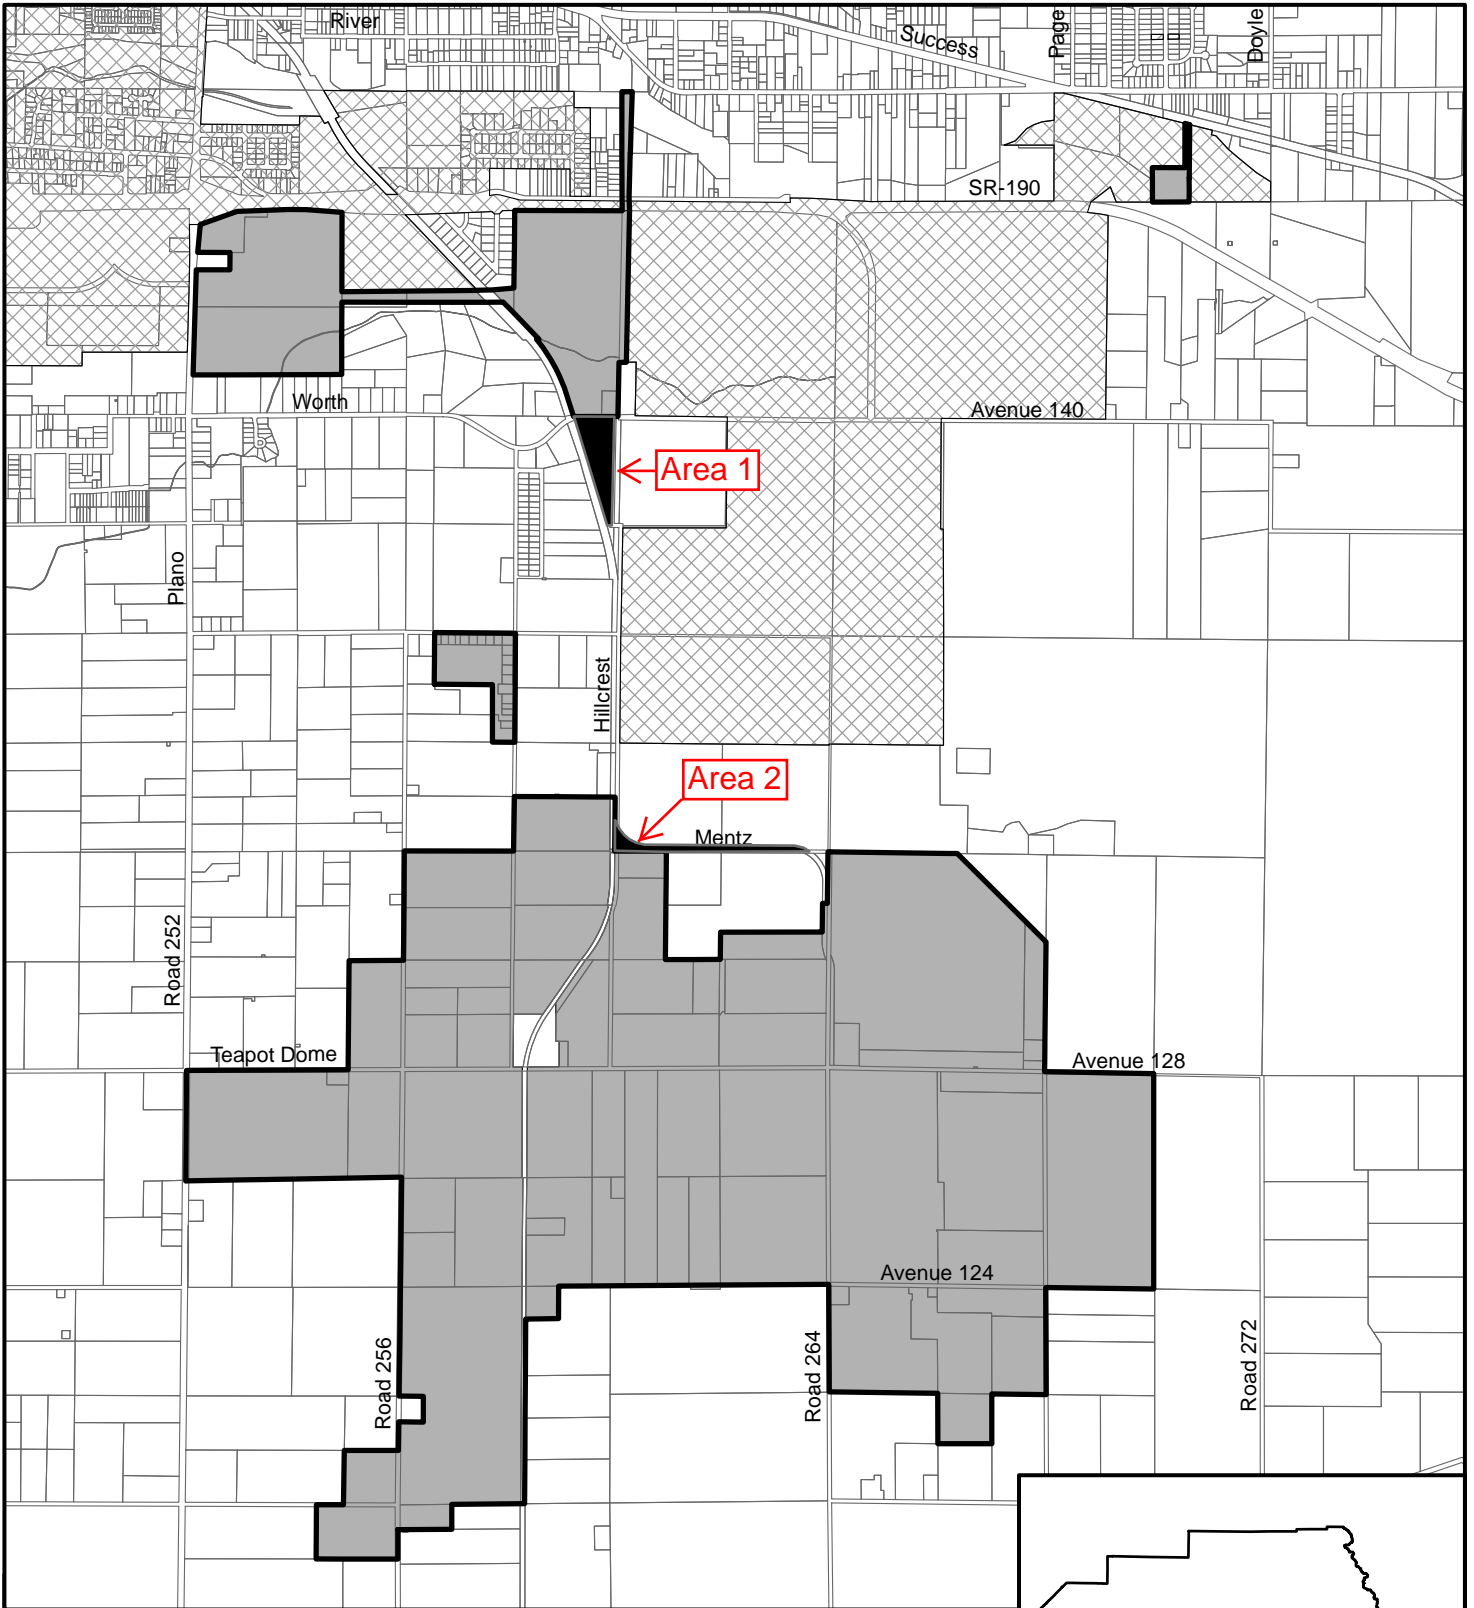 River
Success
Page
Doyle
SR-190
Worth
Avenue 140
Area 1
Plano
Hillcrest
Area 2
Mentz
Road 252
Teapot Dome
Avenue 128
Avenue 124
Road 256
Road 264
Road 272